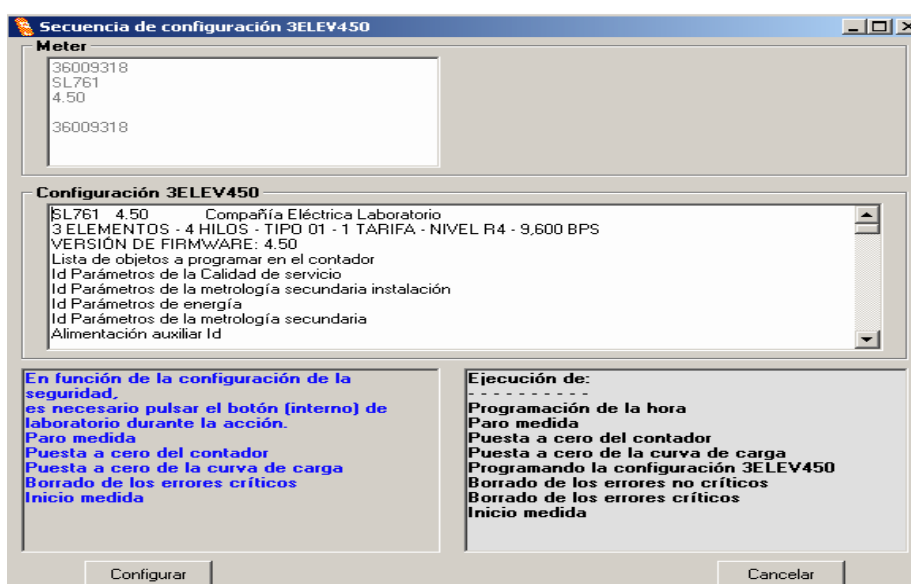 Secuencia de configuración 3ELEV450
Meter
36009318
SL761
4.50
36009318
Configuración 3ELEV450
SL761 4.50 Compañía Eléctrica Laboratorio
3 ELEMENTOS - 4 HILOS - TIPO 01 - 1 TARIFA - NIVEL R4 - 9,600 BPS
VERSIÓN DE FIRMWARE: 4.50
Lista de objetos a programar en el contador
Id Parámetros de la Calidad de servicio
Id Parámetros de la metrología secundaria instalación
Id Parámetros de energía
Id Parámetros de la metrología secundaria
Alimentación auxiliar Id
En función de la configuración de la
seguridad,
es necesario pulsar el botón (interno) de
laboratorio durante la acción.
Paro medida
Puesta a cero del contador
Puesta a cero de la curva de carga
Borrado de los errores críticos
Inicio medida
Ejecución de:
- - - - - - - - - -
Programación de la hora
Paro medida
Puesta a cero del contador
Puesta a cero de la curva de carga
Programando la configuración 3ELEV450
Borrado de los errores no críticos
Borrado de los errores críticos
Inicio medida
Configurar
Cancelar